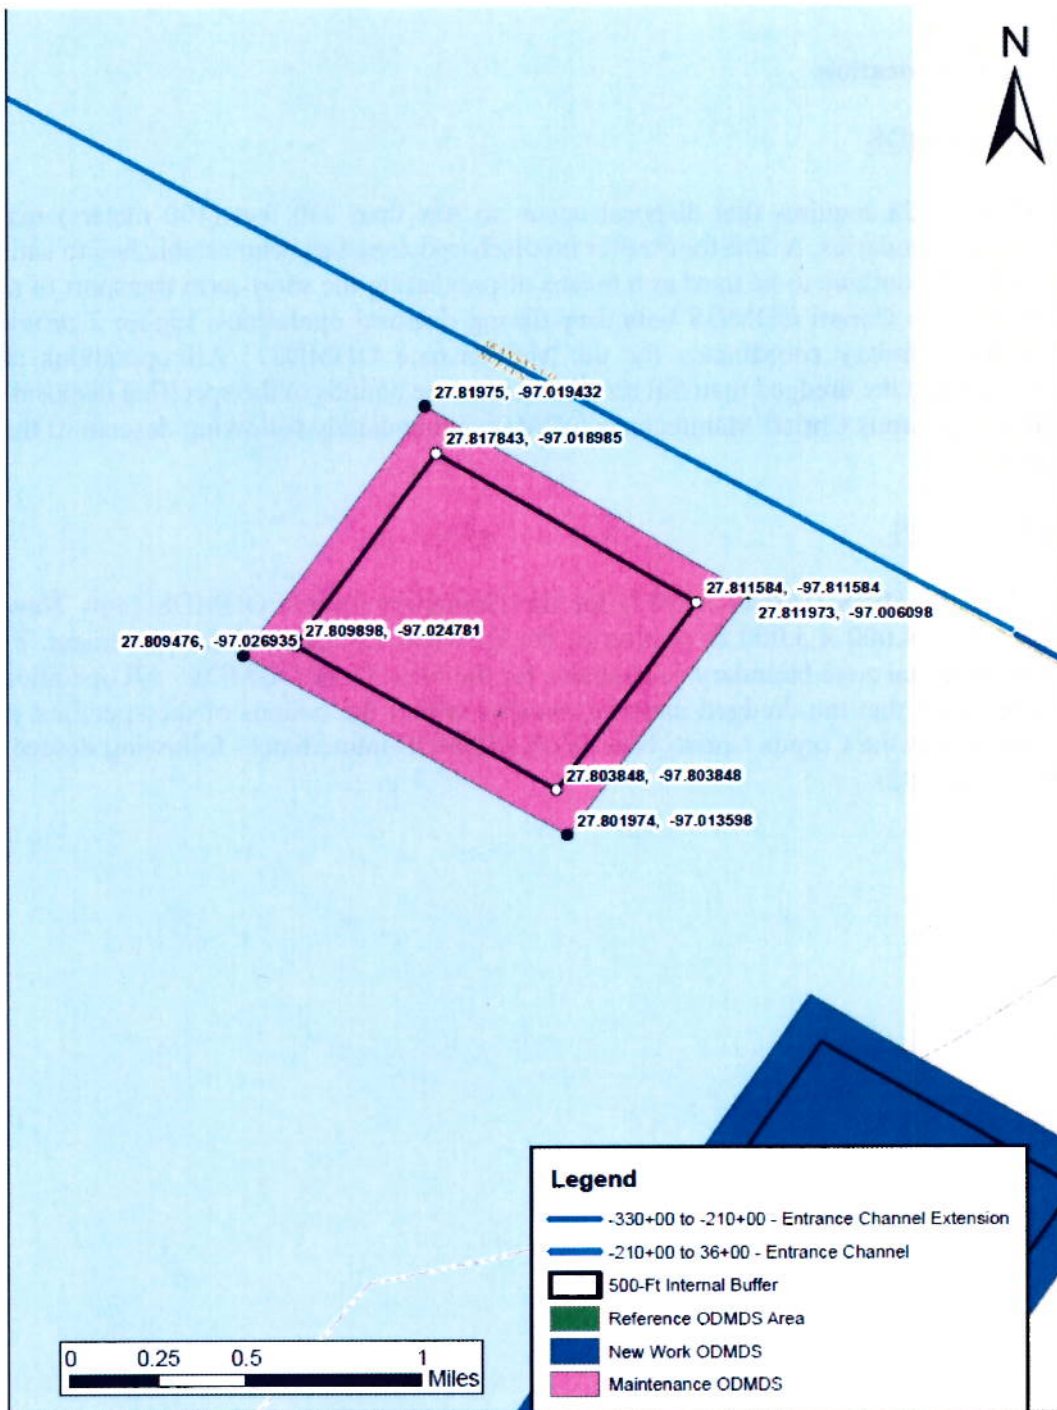 N
27.81975, -97.019432
27.817843, -97.018985
27.811584, -97.811584
27.811973, -97.006098
27.809898, -97.024781
27.809476, -97.026935
27.803848, -97.803848
27.801974, -97.013598
Legend
-330+00 to -210+00 - Entrance Channel Extension
-210+00 to 36+00 - Entrance Channel
500-Ft Internal Buffer
Reference ODMDS Area
New Work ODMDS
Maintenance ODMDS
0 0.25 0.5 1
Miles